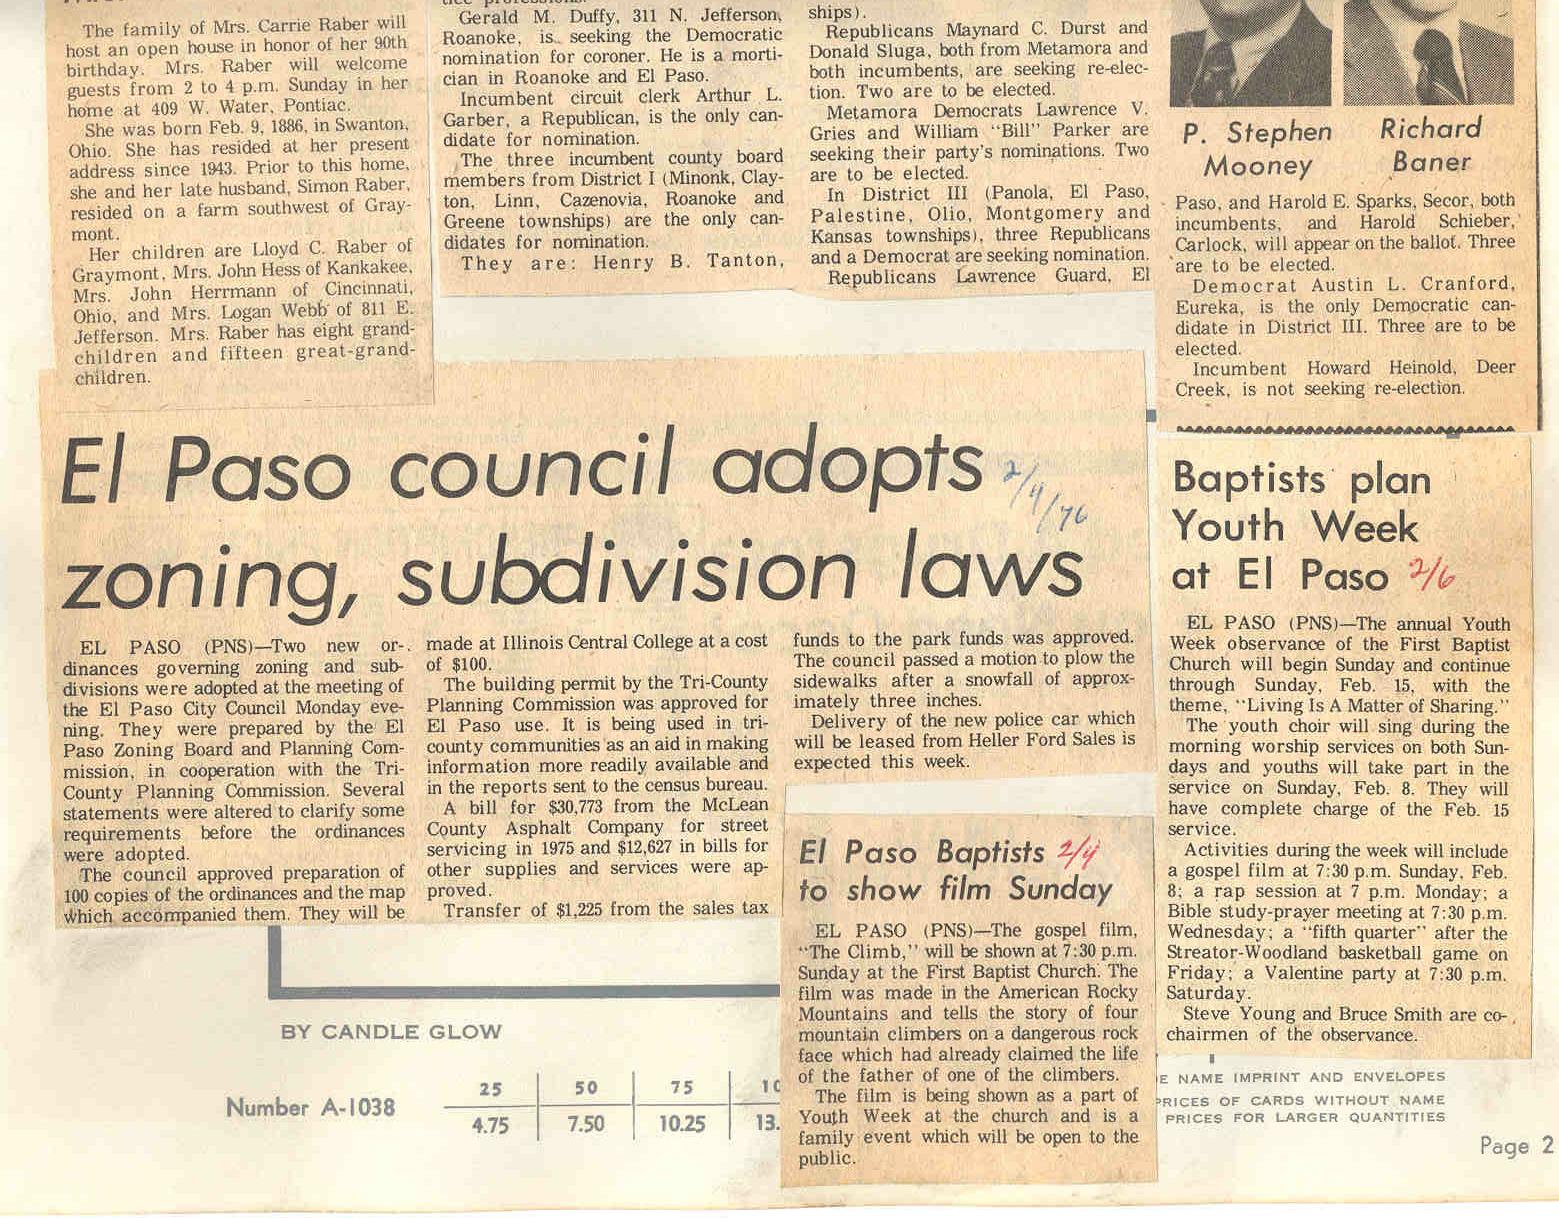 The family of Mrs. Carrie Raber will
host an open house in honor of her 90th
birthday. Mrs. Raber will welcome
guests from 2 to 4 p.m. Sunday in her
home at 409 W. Water, Pontiac.
She was born Feb. 9, 1886, in Swanton,
Ohio. She has resided at her present
address since 1943. Prior to this home,
she and her late husband, Simon Raber,
resided on a farm southwest of Gray-
mont.
Her children are Lloyd C. Raber of
Graymont, Mrs. John Hess of Kankakee,
Mrs. John Herrmann of Cincinnati,
Ohio, and Mrs. Logan Webb of 811 E.
Jefferson. Mrs. Raber has eight grand-
children and fifteen great-grand-
children.
Gerald M. Duffy, 311 N. Jefferson,
Roanoke, is seeking the Democratic
nomination for coroner. He is a morti-
cian in Roanoke and El Paso.
Incumbent circuit clerk Arthur L.
Garber, a Republican, is the only can-
didate for nomination.
The three incumbent county board
members from District I (Minonk, Clay-
ton, Linn, Cazenovia, Roanoke and
Greene townships) are the only can-
didates for nomination.
They are: Henry B. Tanton,
ships).
Republicans Maynard C. Durst and
Donald Sluga, both from Metamora and
both incumbents, are seeking re-elec-
tion. Two are to be elected.
Metamora Democrats Lawrence V.
Gries and William "Bill" Parker are
seeking their party's nominations. Two
are to be elected.
In District III (Panola, El Paso,
Palestine, Olio, Montgomery and
Kansas townships), three Republicans
and a Democrat are seeking nomination.
Republicans Lawrence Guard, El
P. Stephen
Mooney
Richard
Baner
Paso, and Harold E. Sparks, Secor, both
incumbents, and Harold Schieber,
Carlock, will appear on the ballot. Three
are to be elected.
Democrat Austin L. Cranford,
Eureka, is the only Democratic can-
didate in District III. Three are to be
elected.
Incumbent Howard Heinold, Deer
Creek, is not seeking re-election.
El Paso council adopts 2/4/76
zoning, subdivision laws
EL PASO (PNS)—Two new or-
dinances governing zoning and sub-
divisions were adopted at the meeting of
the El Paso City Council Monday eve-
ning. They were prepared by the El
Paso Zoning Board and Planning Com-
mission, in cooperation with the Tri-
County Planning Commission. Several
statements were altered to clarify some
requirements before the ordinances
were adopted.
The council approved preparation of
100 copies of the ordinances and the map
which accompanied them. They will be
made at Illinois Central College at a cost
of $100.
The building permit by the Tri-County
Planning Commission was approved for
El Paso use. It is being used in tri-
county communities as an aid in making
information more readily available and
in the reports sent to the census bureau.
A bill for $30,773 from the McLean
County Asphalt Company for street
servicing in 1975 and $12,627 in bills for
other supplies and services were ap-
proved.
Transfer of $1,225 from the sales tax
funds to the park funds was approved.
The council passed a motion to plow the
sidewalks after a snowfall of approx-
imately three inches.
Delivery of the new police car which
will be leased from Heller Ford Sales is
expected this week.
El Paso Baptists 2/4
to show film Sunday
EL PASO (PNS)—The gospel film,
"The Climb," will be shown at 7:30 p.m.
Sunday at the First Baptist Church. The
film was made in the American Rocky
Mountains and tells the story of four
mountain climbers on a dangerous rock
face which had already claimed the life
of the father of one of the climbers.
The film is being shown as a part of
Youth Week at the church and is a
family event which will be open to the
public.
Baptists plan
Youth Week
at El Paso 2/6
EL PASO (PNS)—The annual Youth
Week observance of the First Baptist
Church will begin Sunday and continue
through Sunday, Feb. 15, with the
theme, "Living Is A Matter of Sharing."
The youth choir will sing during the
morning worship services on both Sun-
days and youths will take part in the
service on Sunday, Feb. 8. They will
have complete charge of the Feb. 15
service.
Activities during the week will include
a gospel film at 7:30 p.m. Sunday, Feb.
8; a rap session at 7 p.m. Monday; a
Bible study-prayer meeting at 7:30 p.m.
Wednesday; a "fifth quarter" after the
Streator-Woodland basketball game on
Friday; a Valentine party at 7:30 p.m.
Saturday.
Steve Young and Bruce Smith are co-
chairmen of the observance.
BY CANDLE GLOW
Number A-1038
25 50 75 10
4.75 7.50 10.25 13.
E NAME IMPRINT AND ENVELOPES
PRICES OF CARDS WITHOUT NAME
PRICES FOR LARGER QUANTITIES
Page 2